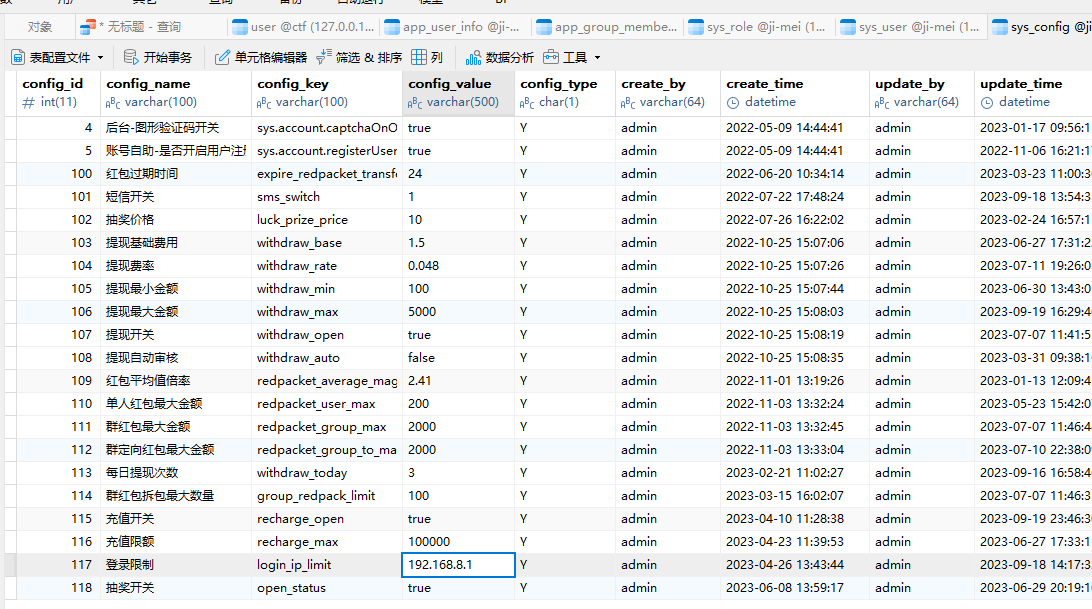 对象 * 无标题 - 查询 user @ctf (127.0.0.1... app_user_info @ji-... app_group_membe... sys_role @ji-mei (1... sys_user @ji-mei (1... sys_config @ji
表配置文件 开始事务 单元格编辑器 筛选 & 排序 列 数据分析 工具
config_id config_name config_key config_value config_type create_by create_time update_by update_time
# int(11) ABC varchar(100) ABC varchar(100) ABC varchar(500) ABC char(1) ABC varchar(64) datetime ABC varchar(64) datetime
4 后台-图形验证码开关 sys.account.captchaOnO true Y admin 2022-05-09 14:44:41 admin 2023-01-17 09:56:1
5 账号自助-是否开启用户注 sys.account.registerUser true Y admin 2022-05-09 14:44:41 admin 2022-11-06 16:21:1
100 红包过期时间 expire_redpacket_transf 24 Y admin 2022-06-20 10:34:14 admin 2023-03-23 11:00:3
101 短信开关 sms_switch 1 Y admin 2022-07-22 17:48:24 admin 2023-09-18 13:54:3
102 抽奖价格 luck_prize_price 10 Y admin 2022-07-26 16:22:02 admin 2023-02-24 16:57:1
103 提现基础费用 withdraw_base 1.5 Y admin 2022-10-25 15:07:06 admin 2023-06-27 17:31:2
104 提现费率 withdraw_rate 0.048 Y admin 2022-10-25 15:07:26 admin 2023-07-11 19:26:0
105 提现最小金额 withdraw_min 100 Y admin 2022-10-25 15:07:44 admin 2023-06-30 13:43:0
106 提现最大金额 withdraw_max 5000 Y admin 2022-10-25 15:08:03 admin 2023-09-19 16:29:4
107 提现开关 withdraw_open true Y admin 2022-10-25 15:08:19 admin 2023-07-07 11:41:5
108 提现自动审核 withdraw_auto false Y admin 2022-10-25 15:08:35 admin 2023-03-31 09:38:1
109 红包平均值倍率 redpacket_average_mag 2.41 Y admin 2022-11-01 13:19:26 admin 2023-01-13 12:09:4
110 单人红包最大金额 redpacket_user_max 200 Y admin 2022-11-03 13:32:24 admin 2023-05-23 15:42:0
111 群红包最大金额 redpacket_group_max 2000 Y admin 2022-11-03 13:32:45 admin 2023-07-07 11:46:4
112 群定向红包最大金额 redpacket_group_to_ma 2000 Y admin 2022-11-03 13:33:04 admin 2023-07-10 22:38:0
113 每日提现次数 withdraw_today 3 Y admin 2023-02-21 11:02:27 admin 2023-09-16 16:58:4
114 群红包拆包最大数量 group_redpack_limit 100 Y admin 2023-03-15 16:02:07 admin 2023-07-07 11:46:3
115 充值开关 recharge_open true Y admin 2023-04-10 11:28:38 admin 2023-09-19 23:46:3
116 充值限额 recharge_max 100000 Y admin 2023-04-23 11:39:53 admin 2023-06-27 17:33:1
117 登录限制 login_ip_limit 192.168.8.1 Y admin 2023-04-26 13:43:44 admin 2023-09-18 14:17:3
118 抽奖开关 open_status true Y admin 2023-06-08 13:59:17 admin 2023-06-29 20:19:1